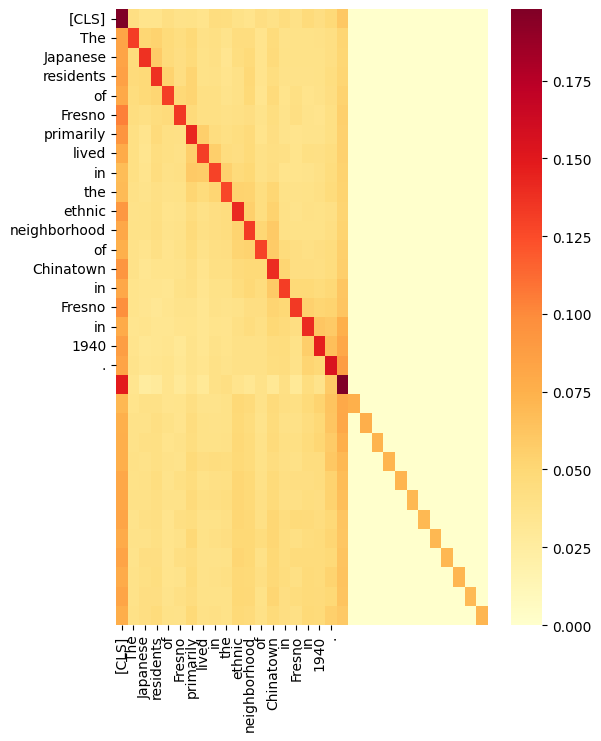 [CLS]
The
Japanese
residents
of
Fresno
primarily
lived
in
the
ethnic
neighborhood
of
Chinatown
in
Fresno
in
1940
.
0.175
0.150
0.125
0.100
0.075
0.050
0.025
0.000
[CLS]
The
Japanese
residents
of
Fresno
primarily
lived
in
the
ethnic
neighborhood
of
Chinatown
in
Fresno
in
1940
.